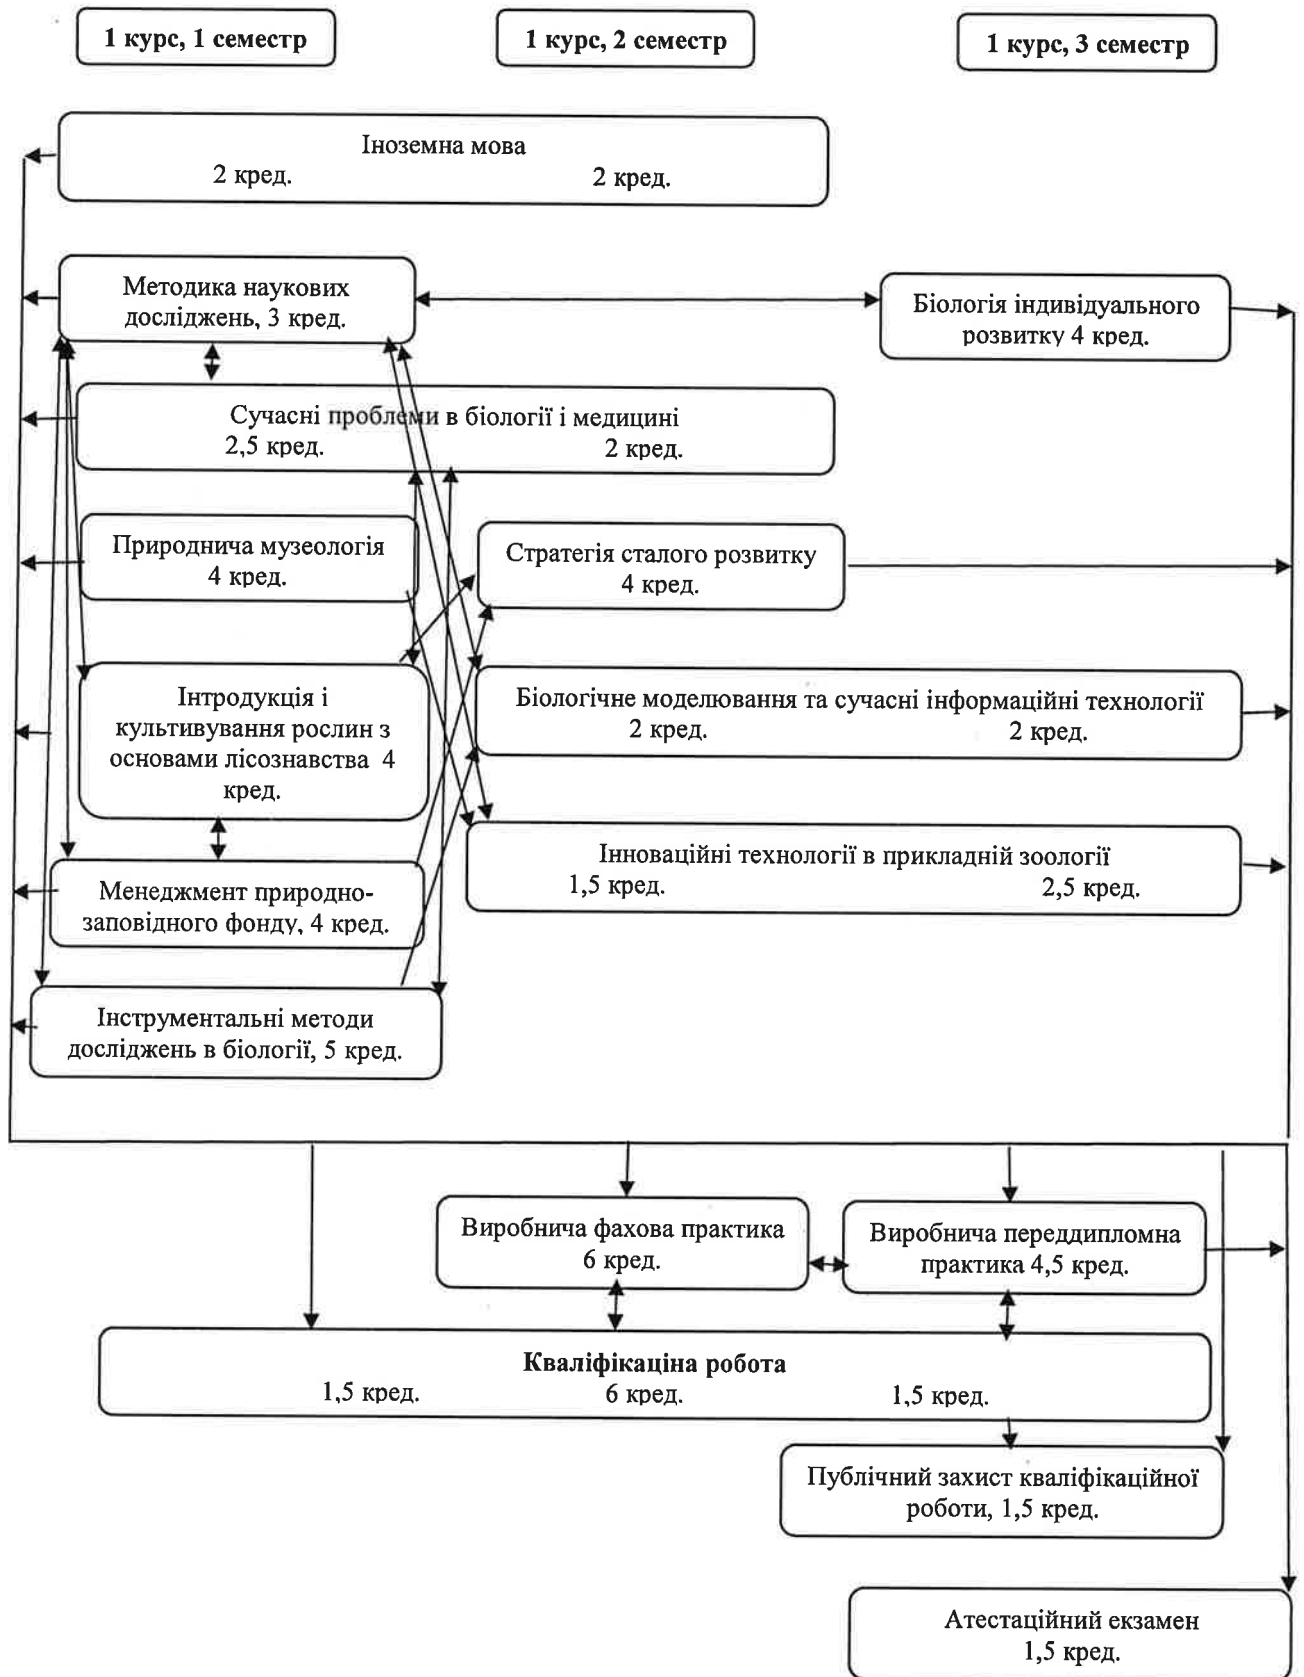 1 курс, 1 семестр
1 курс, 2 семестр
1 курс, 3 семестр
Іноземна мова
2 кред. 2 кред.
Методика наукових
досліджень, 3 кред.
Біологія індивідуального
розвитку 4 кред.
Сучасні проблеми в біології і медицині
2,5 кред. 2 кред.
Природнича музеологія
4 кред.
Стратегія сталого розвитку
4 кред.
Інтродукція і
культивування рослин з
основами лісознавства 4
кред.
Біологічне моделювання та сучасні інформаційні технології
2 кред. 2 кред.
Інноваційні технології в прикладній зоології
1,5 кред. 2,5 кред.
Менеджмент природно-
заповідного фонду, 4 кред.
Інструментальні методи
досліджень в біології, 5 кред.
Виробнича фахова практика
6 кред.
Виробнича переддипломна
практика 4,5 кред.
Кваліфікаціна робота
1,5 кред. 6 кред. 1,5 кред.
Публічний захист кваліфікаційної
роботи, 1,5 кред.
Атестаційний екзамен
1,5 кред.